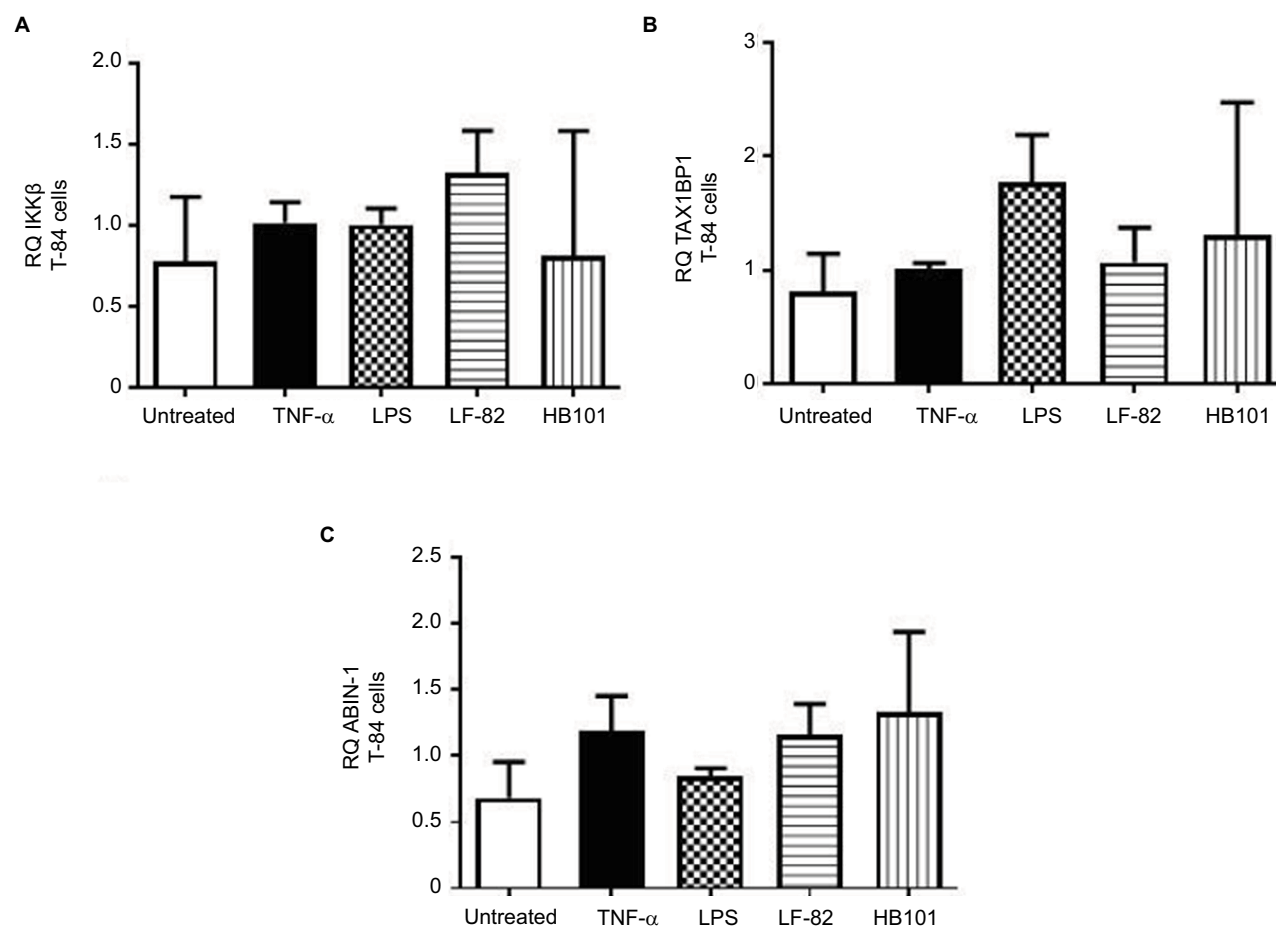 A
RQ IKKβ
T-84 cells
2.0
1.5
1.0
0.5
0
Untreated TNF-α LPS LF-82 HB101
B
RQ TAX1BP1
T-84 cells
3
2
1
0
Untreated TNF-α LPS LF-82 HB101
C
RQ ABIN-1
T-84 cells
2.5
2.0
1.5
1.0
0.5
0
Untreated TNF-α LPS LF-82 HB101